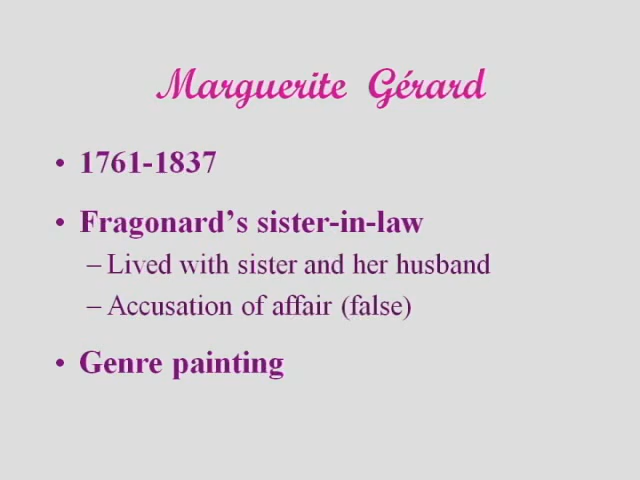 Marguerite Gérard
• 1761-1837
• Fragonard’s sister-in-law
– Lived with sister and her husband
– Accusation of affair (false)
• Genre painting